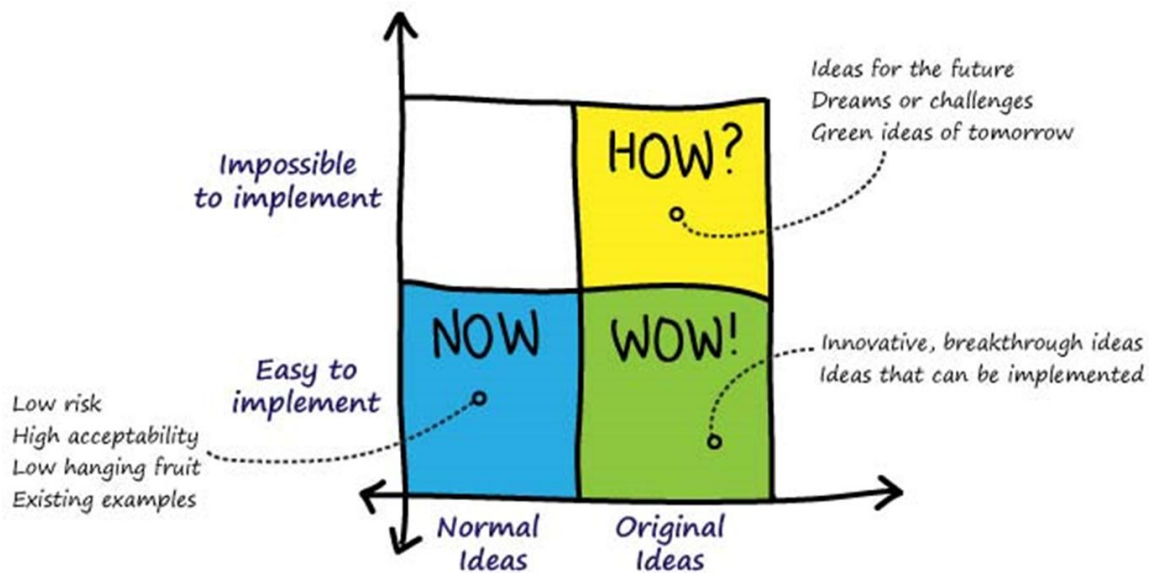 Ideas for the future
Dreams or challenges
Green ideas of tomorrow
HOW?
Impossible
to implement
NOW
WOW!
Innovative, breakthrough ideas
Ideas that can be implemented
Easy to
implement
Low risk
High acceptability
Low hanging fruit
Existing examples
Normal
Ideas
Original
Ideas